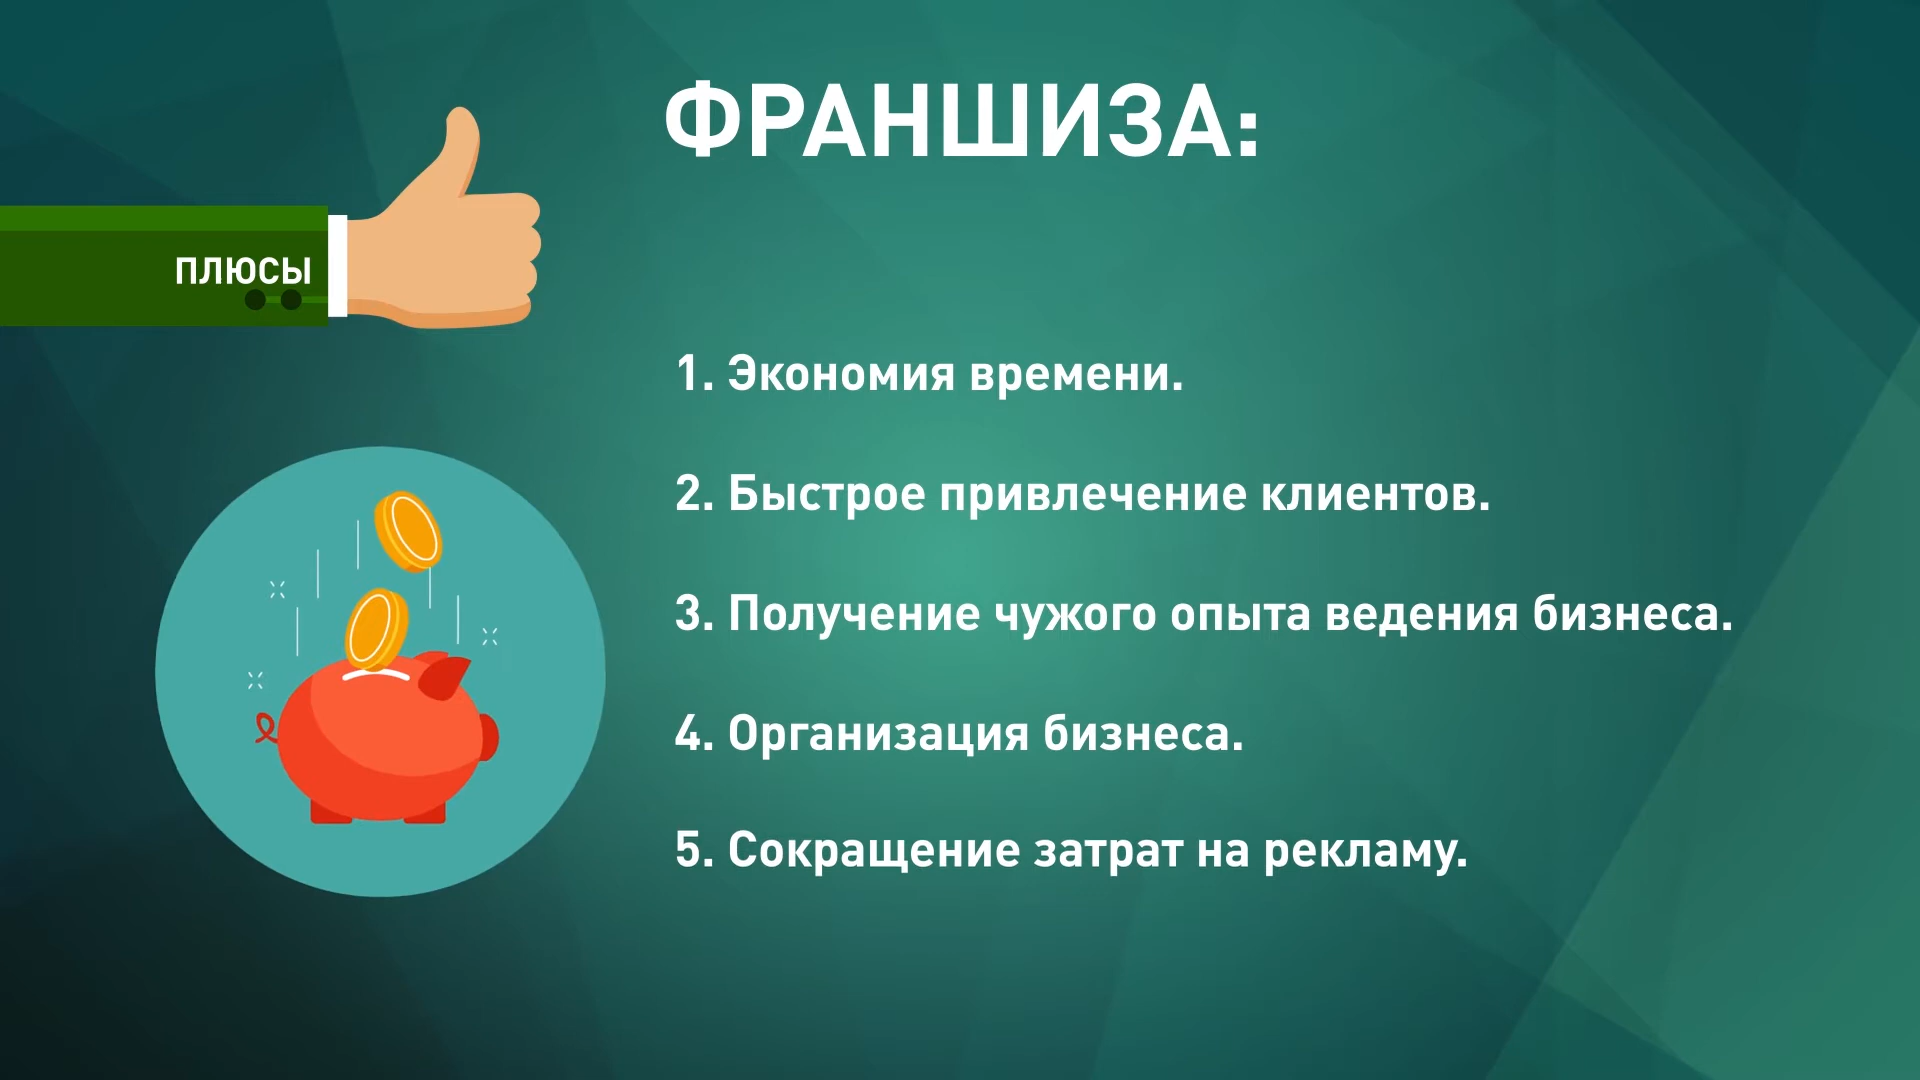 ФРАНШИЗА:
ПЛЮСЫ
1. Экономия времени.
2. Быстрое привлечение клиентов.
3. Получение чужого опыта ведения бизнеса.
4. Организация бизнеса.
5. Сокращение затрат на рекламу.